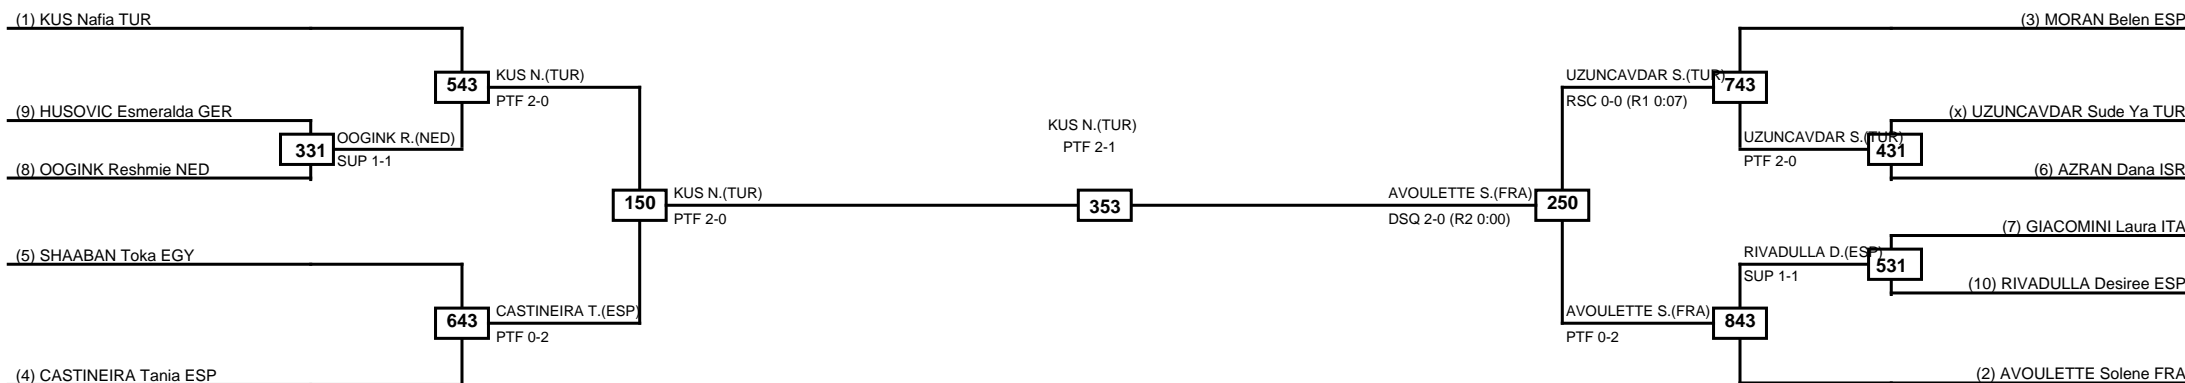 (1) KUS Nafia TUR
(3) MORAN Belen ESP
543
KUS N.(TUR)
PTF 2-0
UZUNCAVDAR S.(TUR)
RSC 0-0 (R1 0:07)
743
(9) HUSOVIC Esmeralda GER
(x) UZUNCAVDAR Sude Ya TUR
KUS N.(TUR)
PTF 2-1
331
OOGINK R.(NED)
SUP 1-1
UZUNCAVDAR S.(TUR)
PTF 2-0
431
(8) OOGINK Reshmie NED
(6) AZRAN Dana ISR
150
KUS N.(TUR)
PTF 2-0
353
AVOULETTE S.(FRA)
DSQ 2-0 (R2 0:00)
250
(7) GIACOMINI Laura ITA
(5) SHAABAN Toka EGY
RIVADULLA D.(ESP)
SUP 1-1
531
(10) RIVADULLA Desiree ESP
643
CASTINEIRA T.(ESP)
PTF 0-2
AVOULETTE S.(FRA)
PTF 0-2
843
(4) CASTINEIRA Tania ESP
(2) AVOULETTE Solene FRA